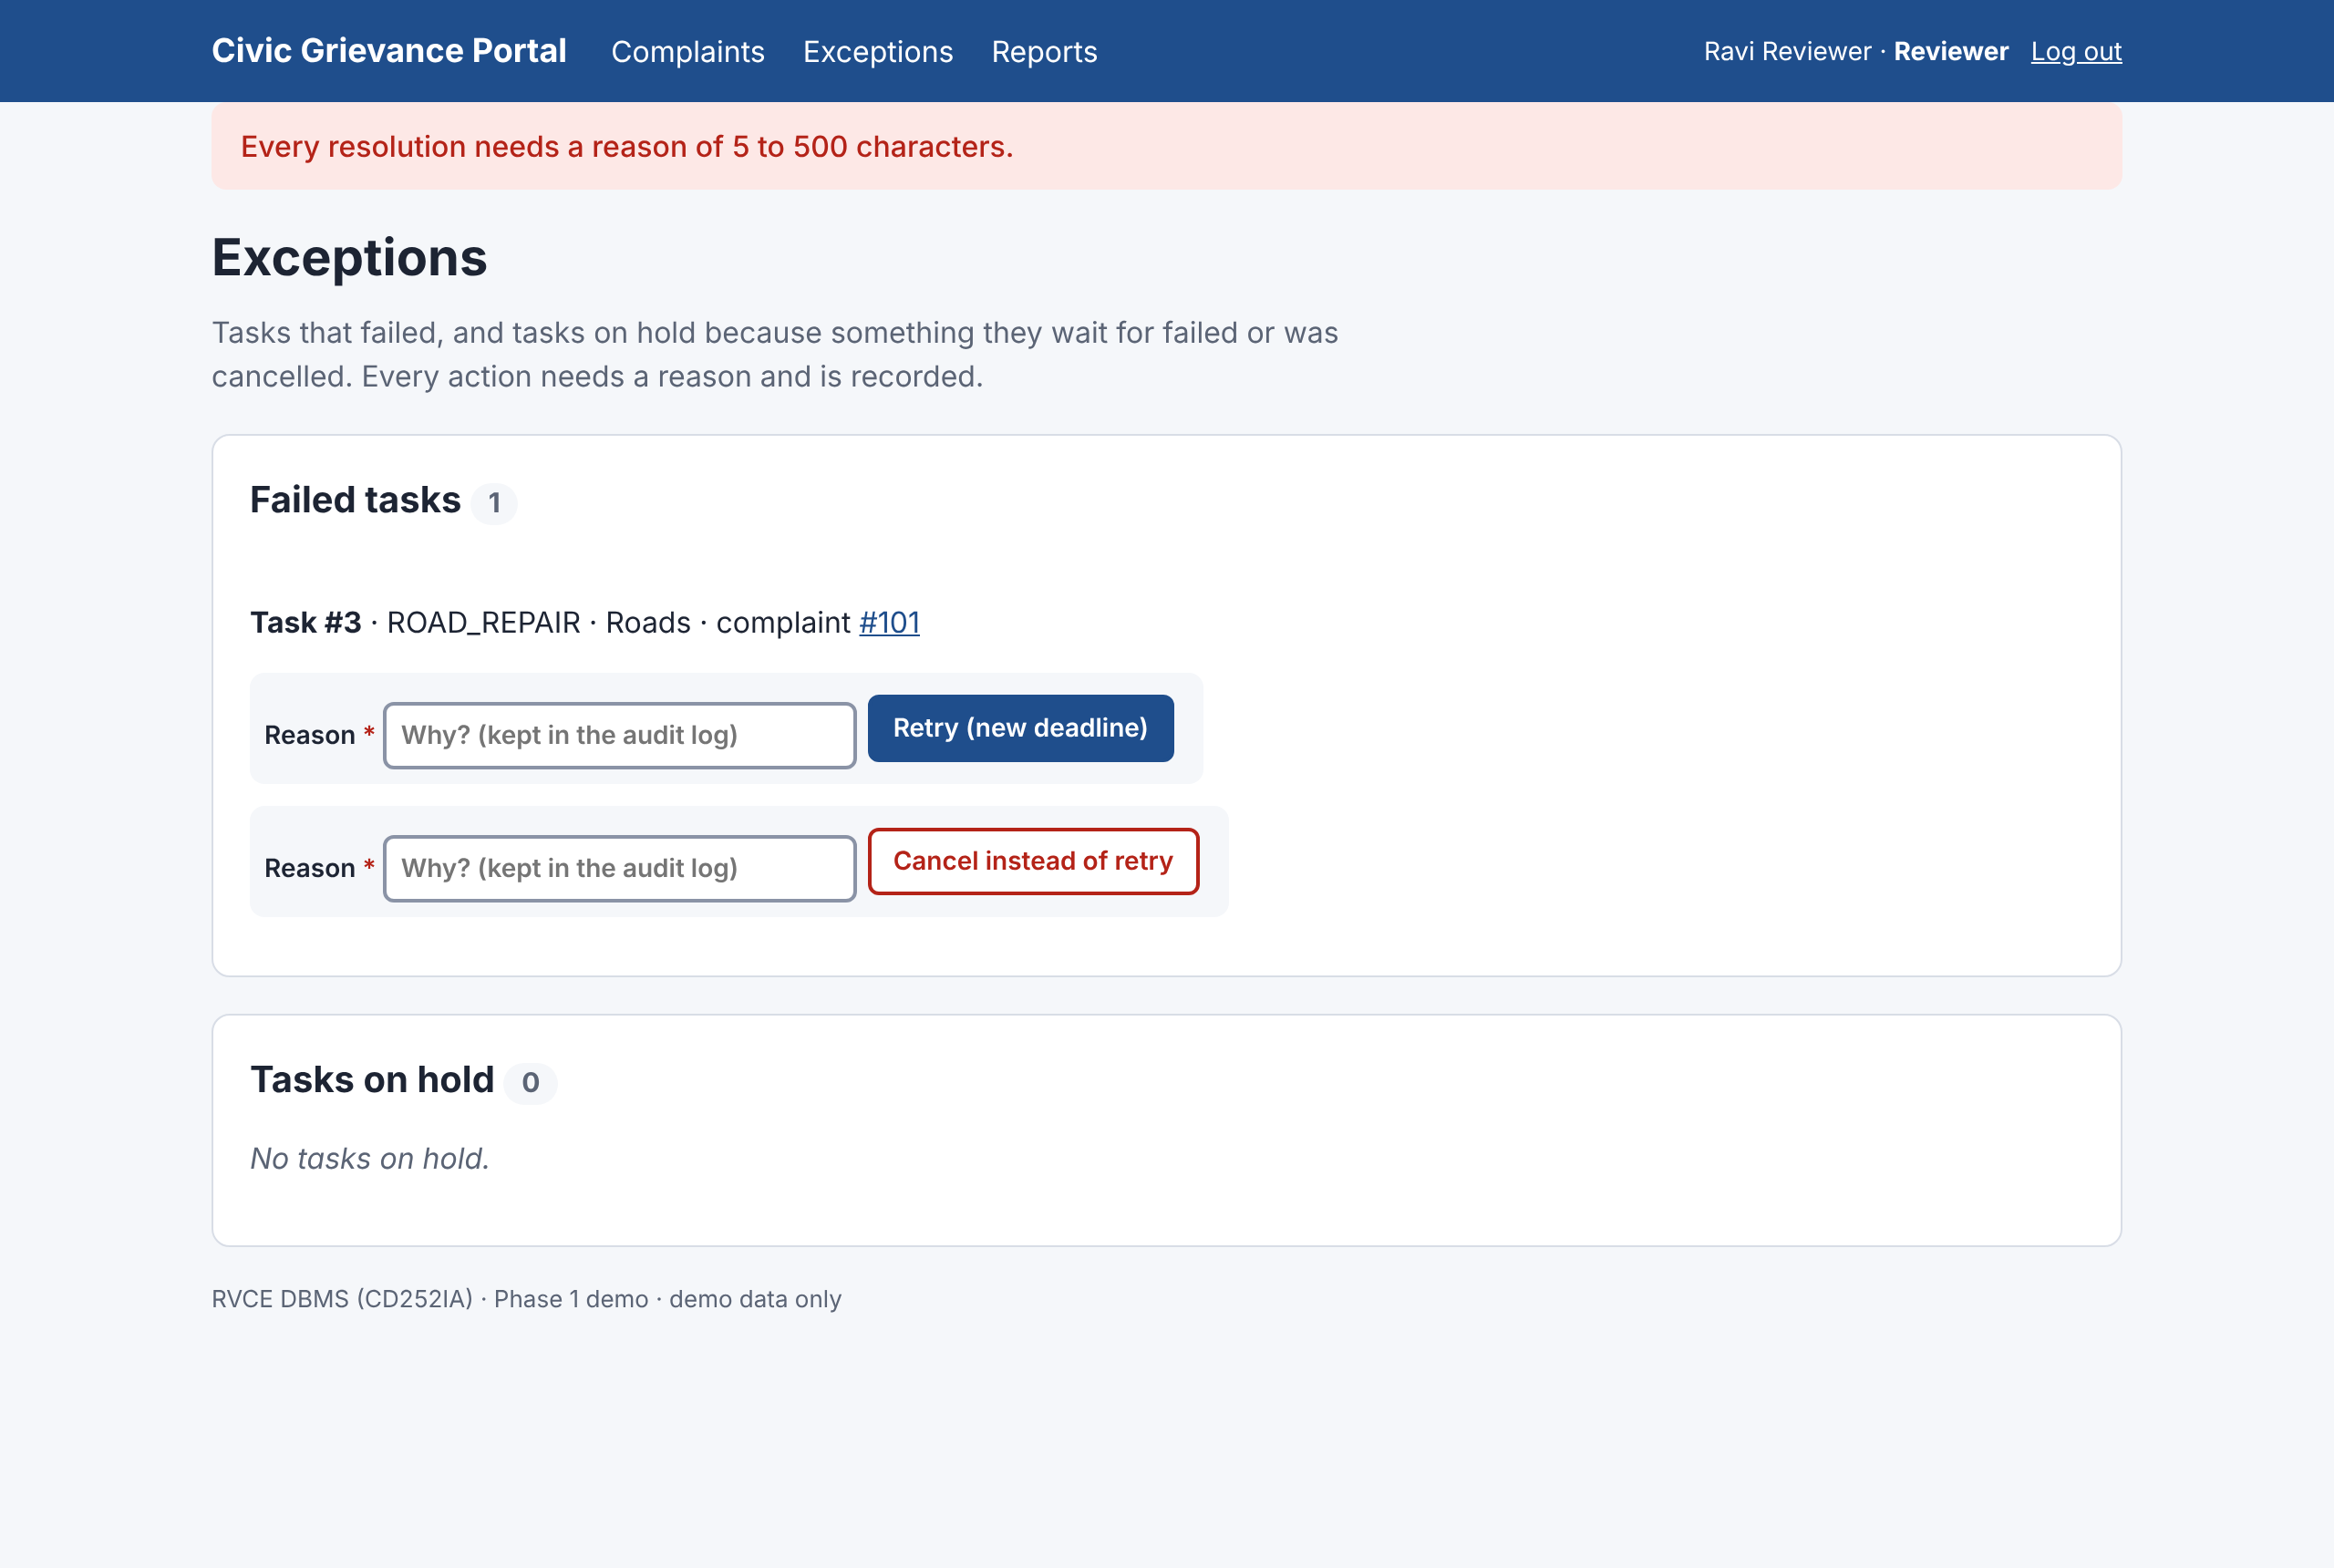 Civic Grievance Portal Complaints Exceptions Reports Ravi Reviewer · Reviewer Log out
Every resolution needs a reason of 5 to 500 characters.
Exceptions
Tasks that failed, and tasks on hold because something they wait for failed or was
cancelled. Every action needs a reason and is recorded.
Failed tasks 1
Task #3 · ROAD_REPAIR · Roads · complaint #101
Reason * Why? (kept in the audit log) Retry (new deadline)
Reason * Why? (kept in the audit log) Cancel instead of retry
Tasks on hold 0
No tasks on hold.
RVCE DBMS (CD252IA) · Phase 1 demo · demo data only